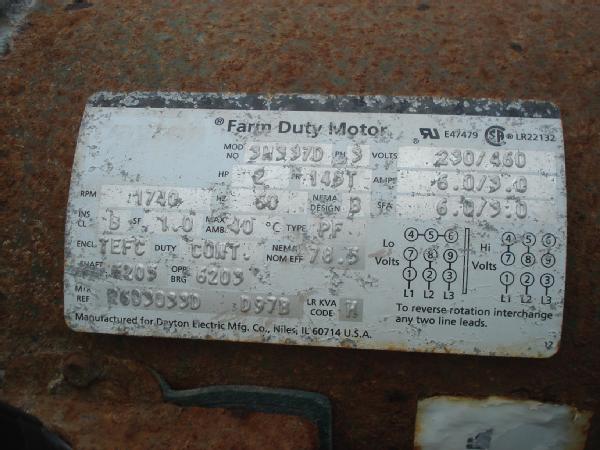 ® Farm Duty Motor E47479 ® LR22132
MOD NO PH 3 VOLTS 230/460
HP FR 145T AMPS 6.0/3.0
RPM 1740 HZ 60 NEMA DESIGN B SFA 6.0/3.0
INS CL B SF 1.0 MAX AMB. 40 °C TYPE PF
ENCL TEFC DUTY CONT. NEMA NOM EFF 78.5
SHAFT 6205 OPP BRG 6203
MFR REF D97B LR KVA CODE K
Manufactured for Dayton Electric Mfg. Co., Niles, IL 60714 U.S.A.
Lo Volts
4 5 6
7 8 9
1 2 3
L1 L2 L3
Hi Volts
4 5 6
7 8 9
1 2 3
L1 L2 L3
To reverse rotation interchange
any two line leads.